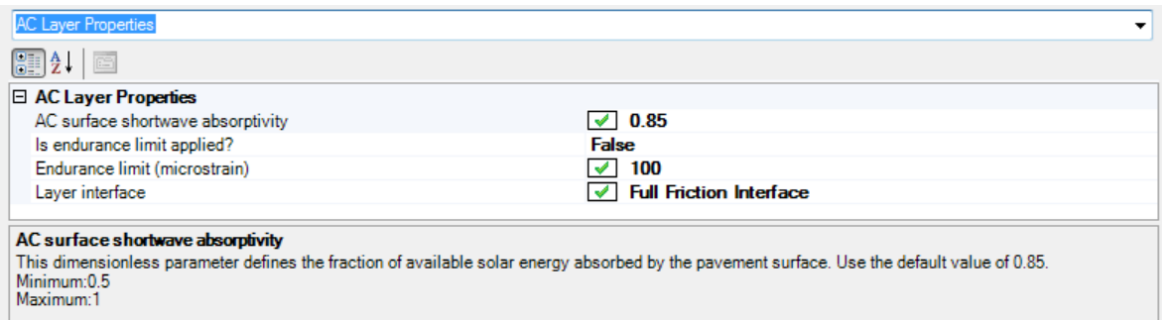 AC Layer Properties
AC Layer Properties
AC surface shortwave absorptivity 0.85
Is endurance limit applied? False
Endurance limit (microstrain) 100
Layer interface Full Friction Interface
AC surface shortwave absorptivity
This dimensionless parameter defines the fraction of available solar energy absorbed by the pavement surface. Use the default value of 0.85.
Minimum:0.5
Maximum:1